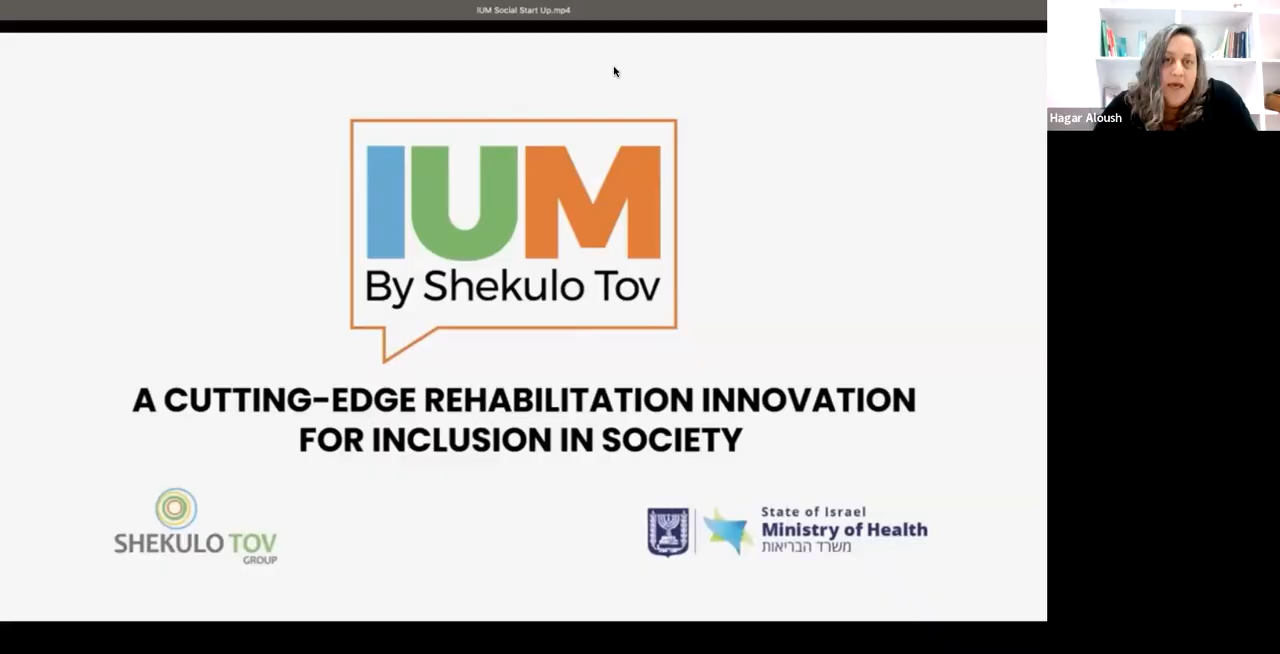 IUM Social Start Up.mp4
Hagar Aloush
IUM
By Shekulo Tov
A CUTTING-EDGE REHABILITATION INNOVATION
FOR INCLUSION IN SOCIETY
SHEKULO TOV
GROUP
State of Israel
Ministry of Health
משרד הבריאות